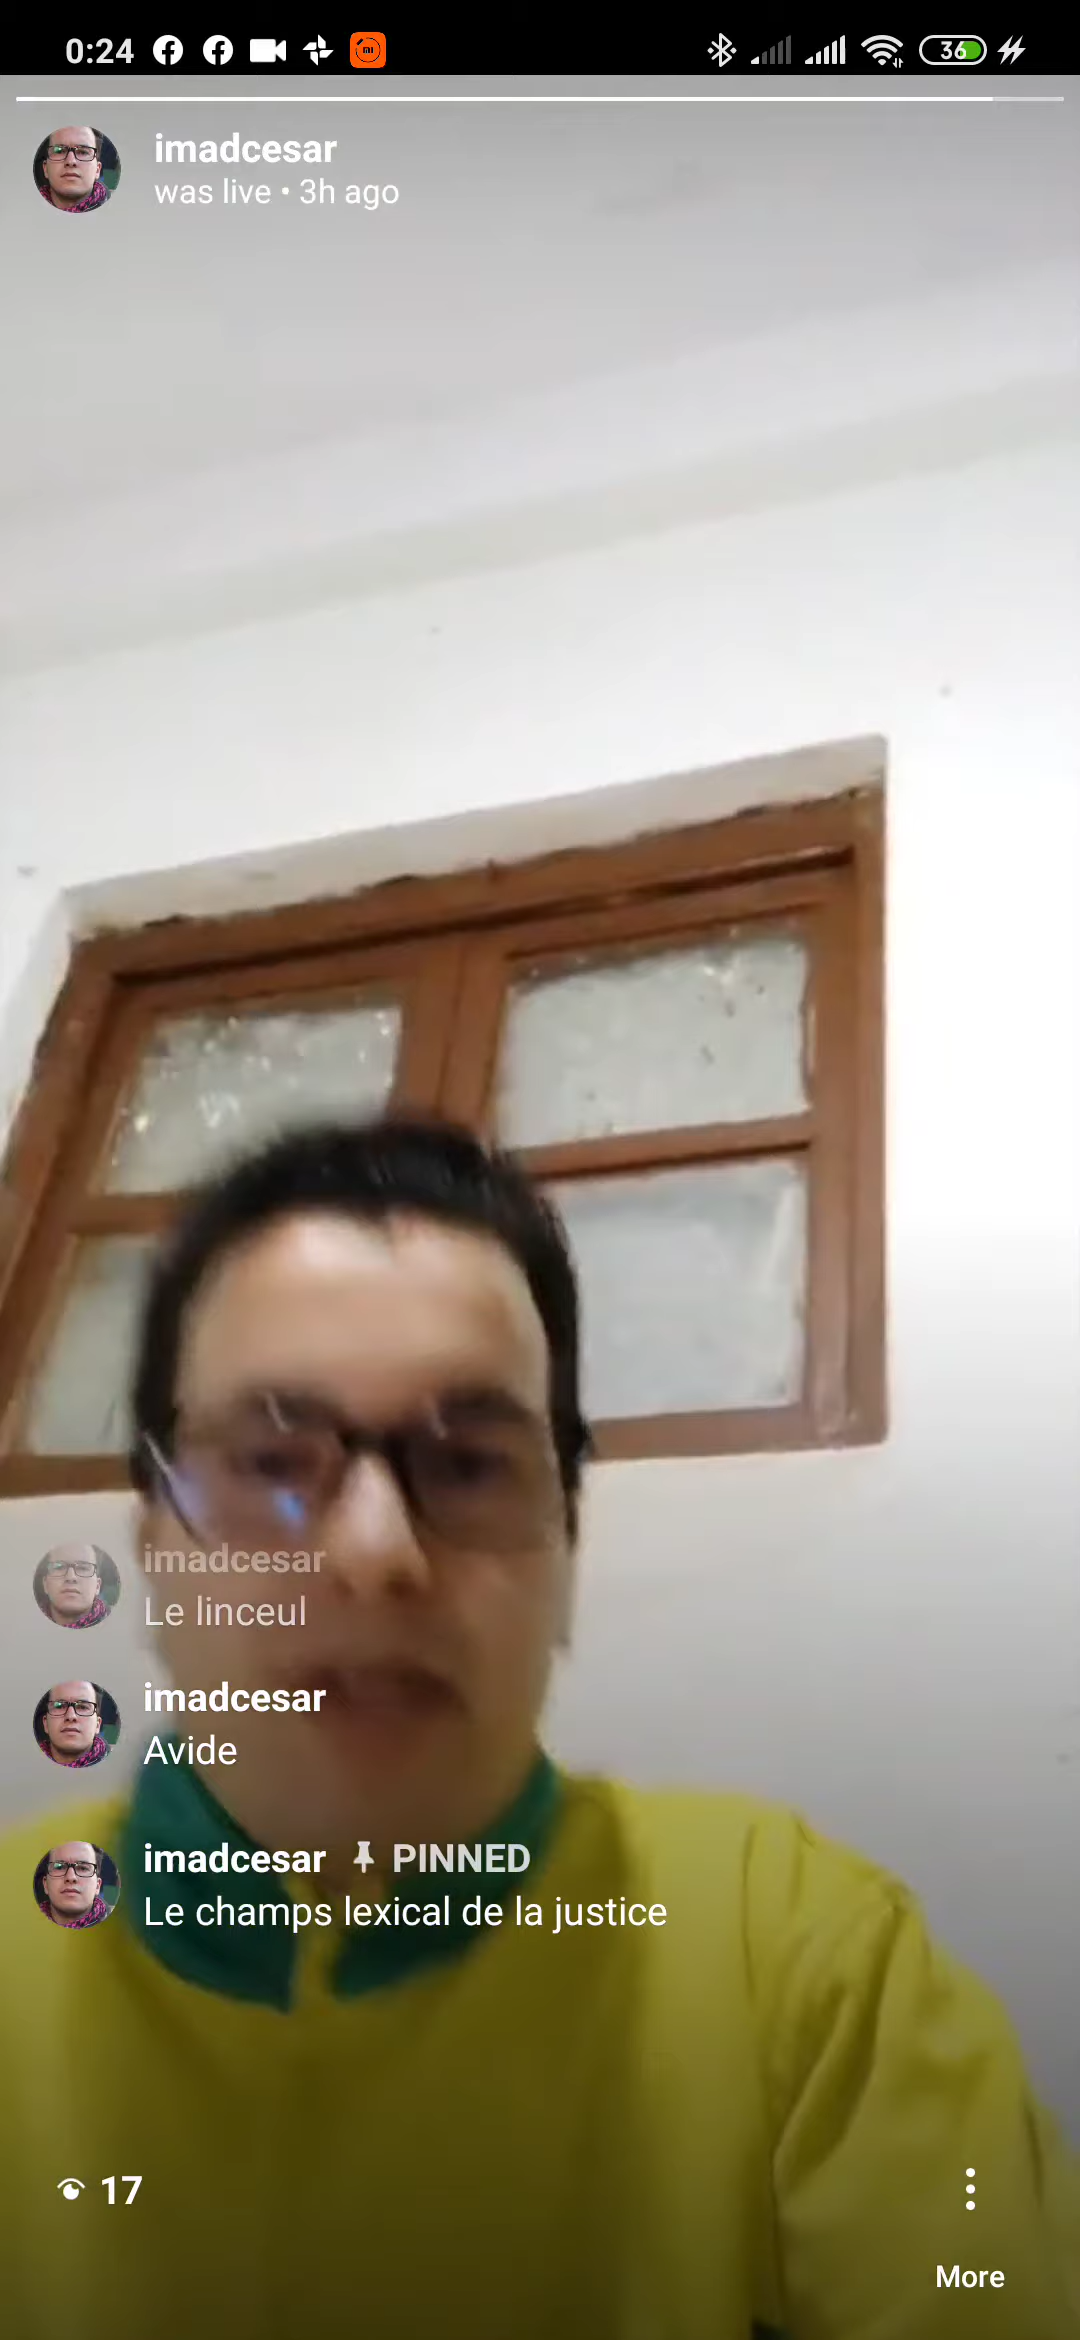 0:24
36
imadcesar
was live • 3h ago
imadcesar
Le linceul
imadcesar
Avide
imadcesar PINNED
Le champs lexical de la justice
17
More